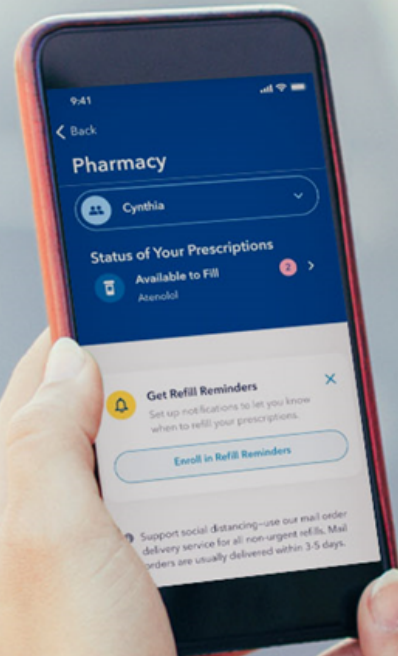 9:41
Back
Pharmacy
Cynthia
Status of Your Prescriptions
Available to Fill
2
Atenolol
Get Refill Reminders
Set up notifications to let you know
when to refill your prescriptions.
Enroll in Refill Reminders
Support social distancing—use our mail order
delivery service for all non-urgent refills. Mail
orders are usually delivered within 3-5 days.